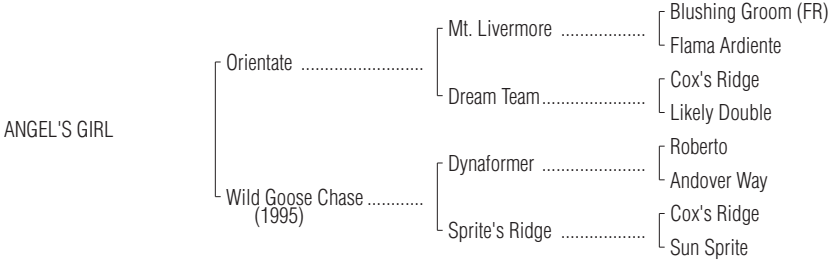 Blushing Groom (FR)
Mt. Livermore ....................
Flama Ardiente
Orientate ..........................
Cox's Ridge
Dream Team......................
Likely Double
ANGEL'S GIRL
Roberto
Dynaformer ......................
Andover Way
Wild Goose Chase ............
(1995)
Cox's Ridge
Sprite's Ridge ..................
Sun Sprite